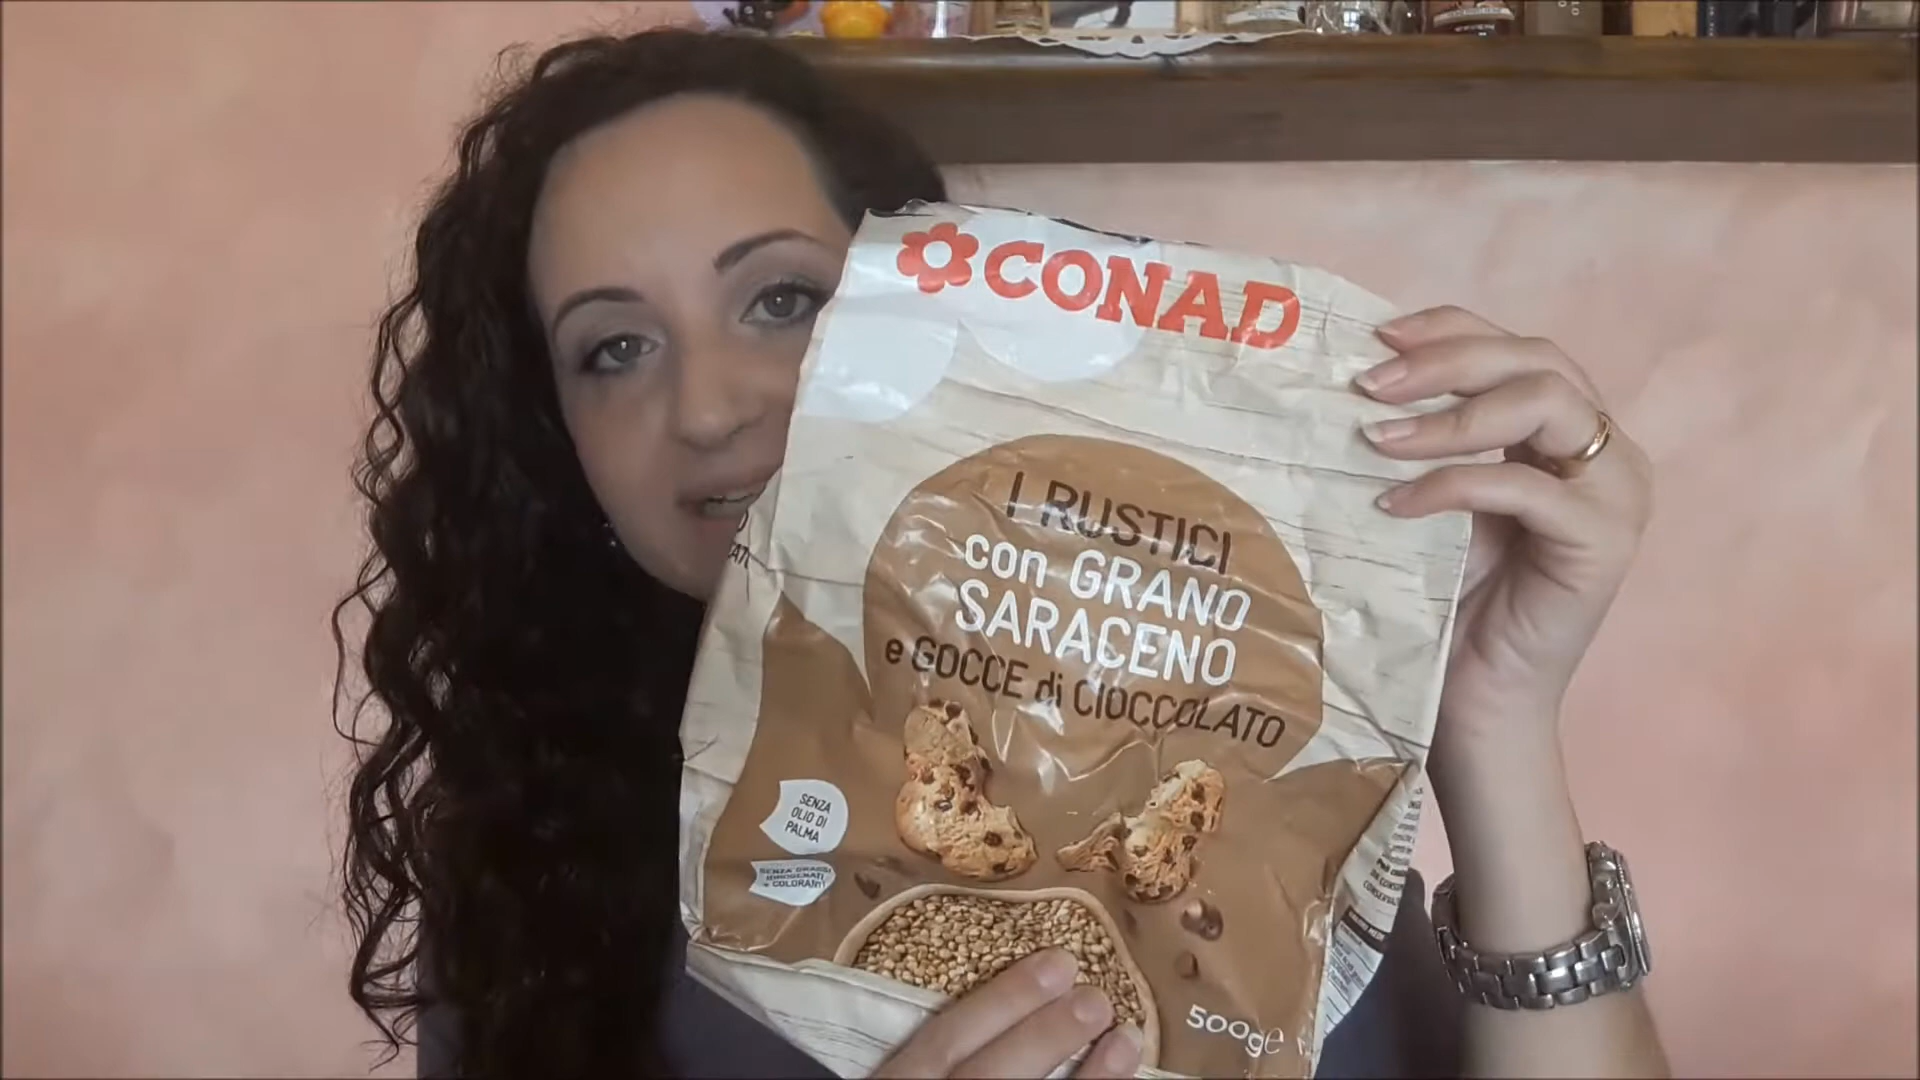 CONAD
I RUSTICI
con GRANO
SARACENO
e GOCCE di CIOCCOLATO
SENZA
OLIO DI
PALMA
SENZA GRASSI
IDROGENATI
e COLORANTI
500g e